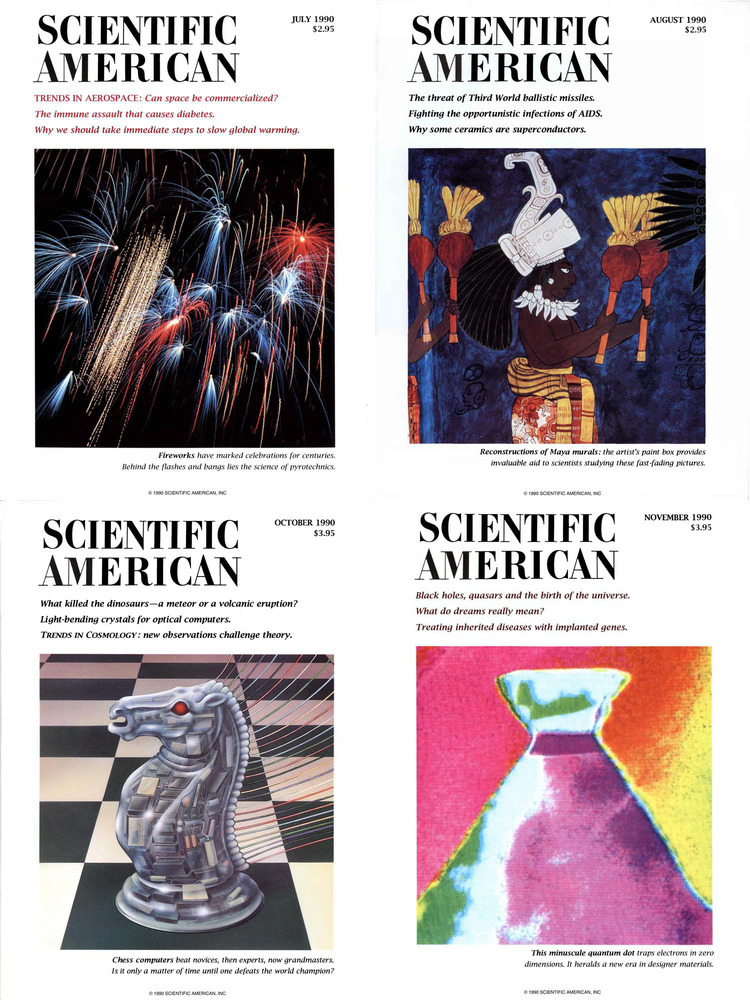 SCIENTIFIC
AMERICAN
JULY 1990
$2.95
TRENDS IN AEROSPACE: Can space be commercialized?
The immune assault that causes diabetes.
Why we should take immediate steps to slow global warming.
Fireworks have marked celebrations for centuries.
Behind the flashes and bangs lies the science of pyrotechnics.
© 1990 SCIENTIFIC AMERICAN, INC
SCIENTIFIC
AMERICAN
AUGUST 1990
$2.95
The threat of Third World ballistic missiles.
Fighting the opportunistic infections of AIDS.
Why some ceramics are superconductors.
Reconstructions of Maya murals: the artist's paint box provides
invaluable aid to scientists studying these fast-fading pictures.
© 1990 SCIENTIFIC AMERICAN, INC
SCIENTIFIC
AMERICAN
OCTOBER 1990
$3.95
What killed the dinosaurs—a meteor or a volcanic eruption?
Light-bending crystals for optical computers.
TRENDS IN COSMOLOGY: new observations challenge theory.
Chess computers beat novices, then experts, now grandmasters.
Is it only a matter of time until one defeats the world champion?
© 1990 SCIENTIFIC AMERICAN, INC
SCIENTIFIC
AMERICAN
NOVEMBER 1990
$3.95
Black holes, quasars and the birth of the universe.
What do dreams really mean?
Treating inherited diseases with implanted genes.
This minuscule quantum dot traps electrons in zero
dimensions. It heralds a new era in designer materials.
© 1990 SCIENTIFIC AMERICAN, INC